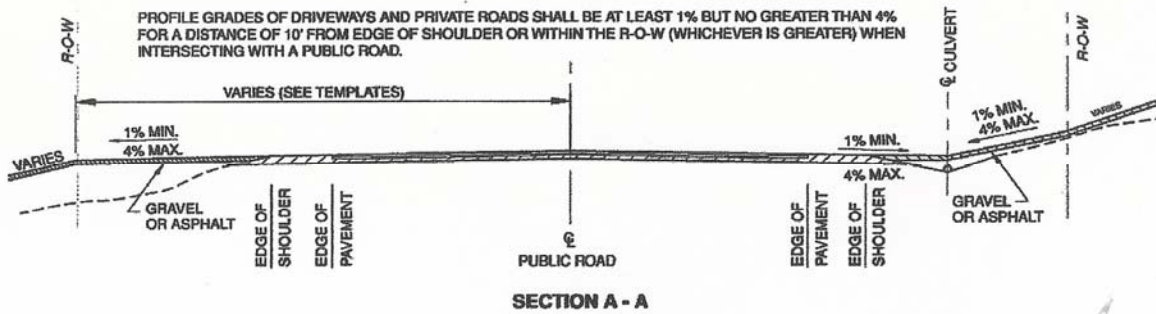 PROFILE GRADES OF DRIVEWAYS AND PRIVATE ROADS SHALL BE AT LEAST 1% BUT NO GREATER THAN 4%
FOR A DISTANCE OF 10' FROM EDGE OF SHOULDER OR WITHIN THE R-O-W (WHICHEVER IS GREATER) WHEN
INTERSECTING WITH A PUBLIC ROAD.
R-O-W
℄ CULVERT
R-O-W
VARIES (SEE TEMPLATES)
1% MIN.
4% MAX.
VARIES
1% MIN.
4% MAX.
1% MIN.
4% MAX.
VARIES
GRAVEL
OR ASPHALT
EDGE OF
SHOULDER
EDGE OF
PAVEMENT
℄
PUBLIC ROAD
EDGE OF
PAVEMENT
EDGE OF
SHOULDER
GRAVEL
OR ASPHALT
SECTION A - A